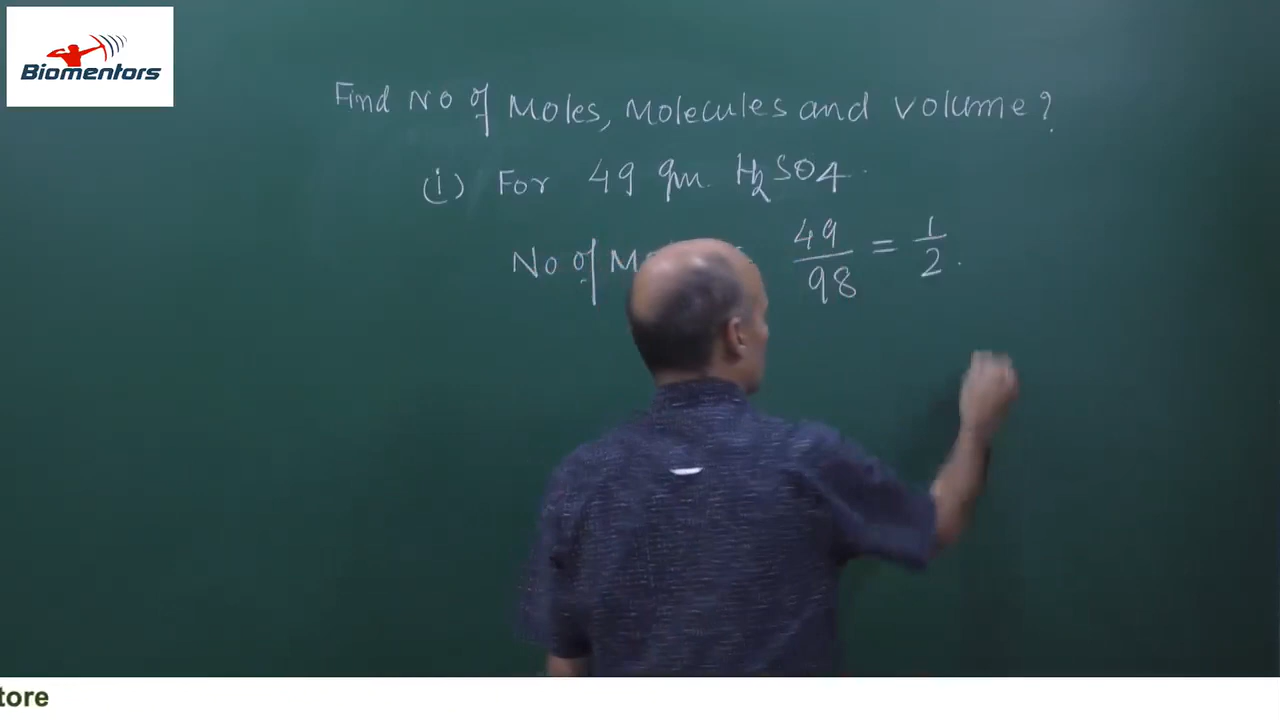 Biomentors
Find No of Moles, Molecules and Volume?
(i) For 49 gm H2SO4.
No of 49/98 = 1/2.
tore